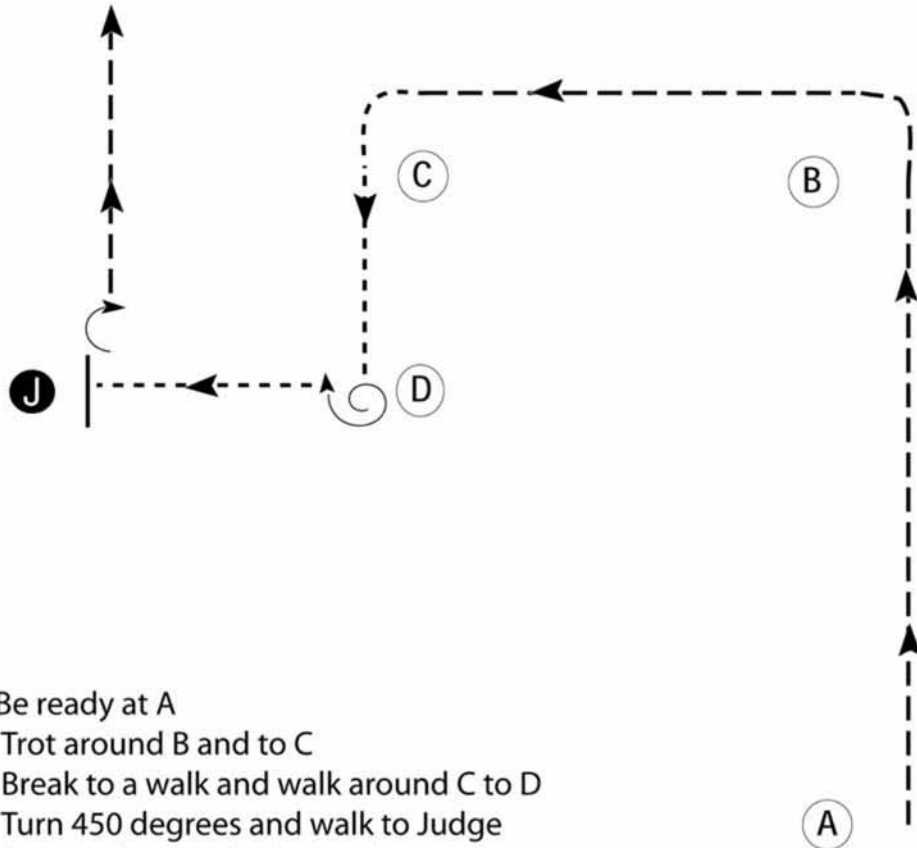 C
B
J
D
Be ready at A
Trot around B and to C
Break to a walk and walk around C to D
Turn 450 degrees and walk to Judge
A